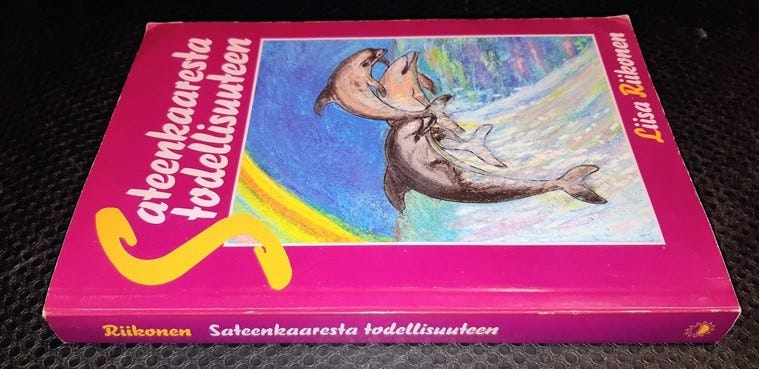 Sateenkaaresta
todellisuuteen
Liisa Riikonen
Riikonen Sateenkaaresta todellisuuteen